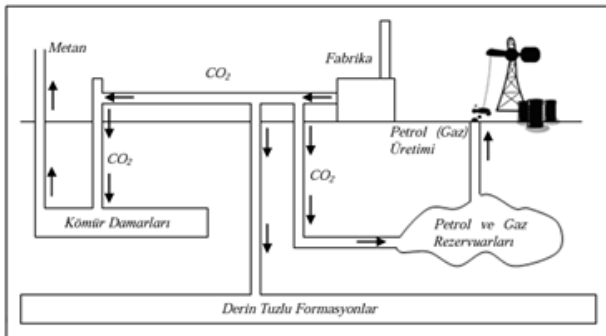 Metan
CO2
Fabrika
Petrol (Gaz)
Üretimi
CO2
CO2
Kömür Damarları
Petrol ve Gaz
Rezervuarları
Derin Tuzlu Formasyonlar